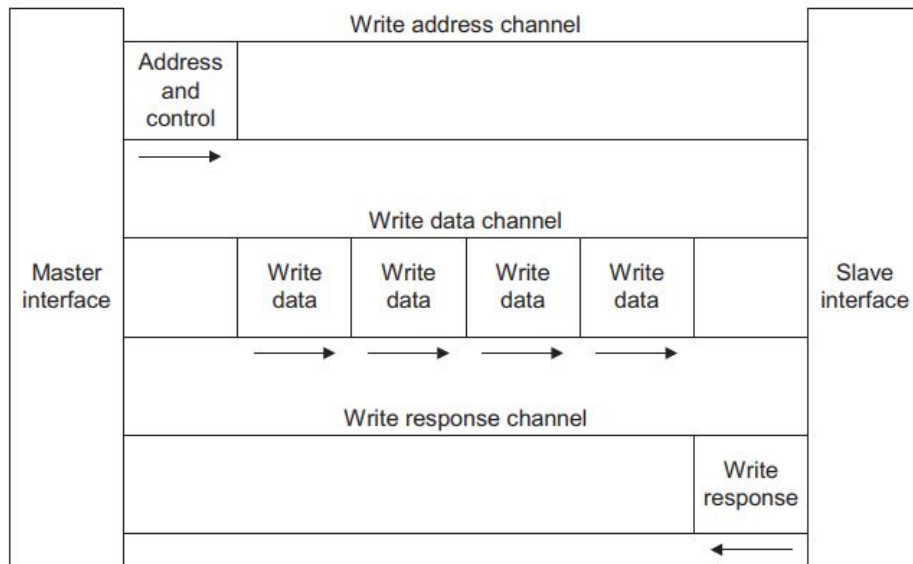 Write address channel
Address
and
control
Write data channel
Master
interface
Write
data
Write
data
Write
data
Write
data
Slave
interface
Write response channel
Write
response